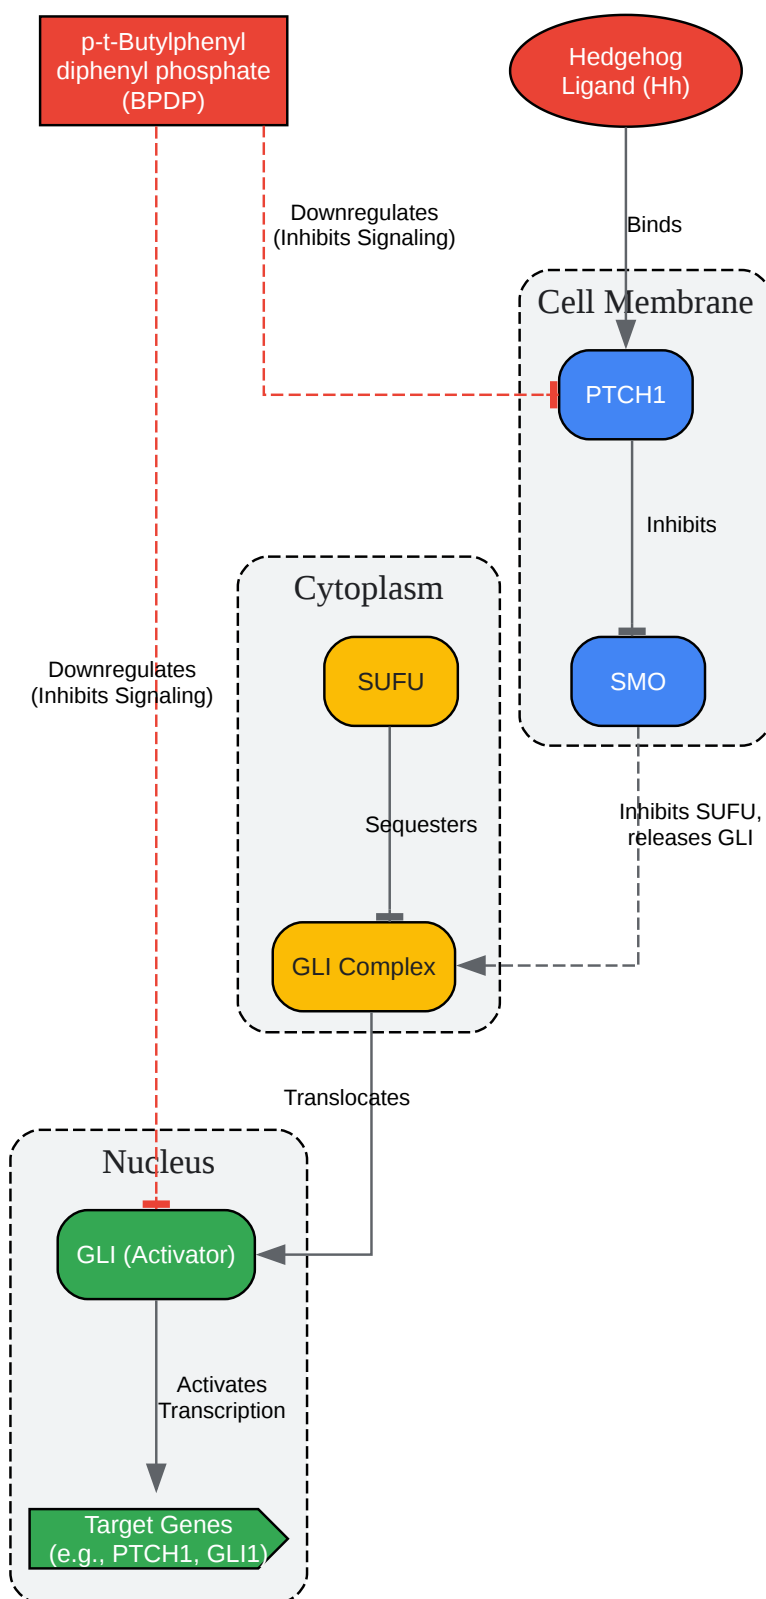 p-t-Butylphenyl
diphenyl phosphate
(BPDP)
Hedgehog
Ligand (Hh)
Downregulates
(Inhibits Signaling)
Binds
Cell Membrane
PTCH1
Inhibits
Cytoplasm
SUFU
SMO
Downregulates
(Inhibits Signaling)
Sequesters
Inhibits SUFU,
releases GLI
GLI Complex
Translocates
Nucleus
GLI (Activator)
Activates
Transcription
Target Genes
(e.g., PTCH1, GLI1)